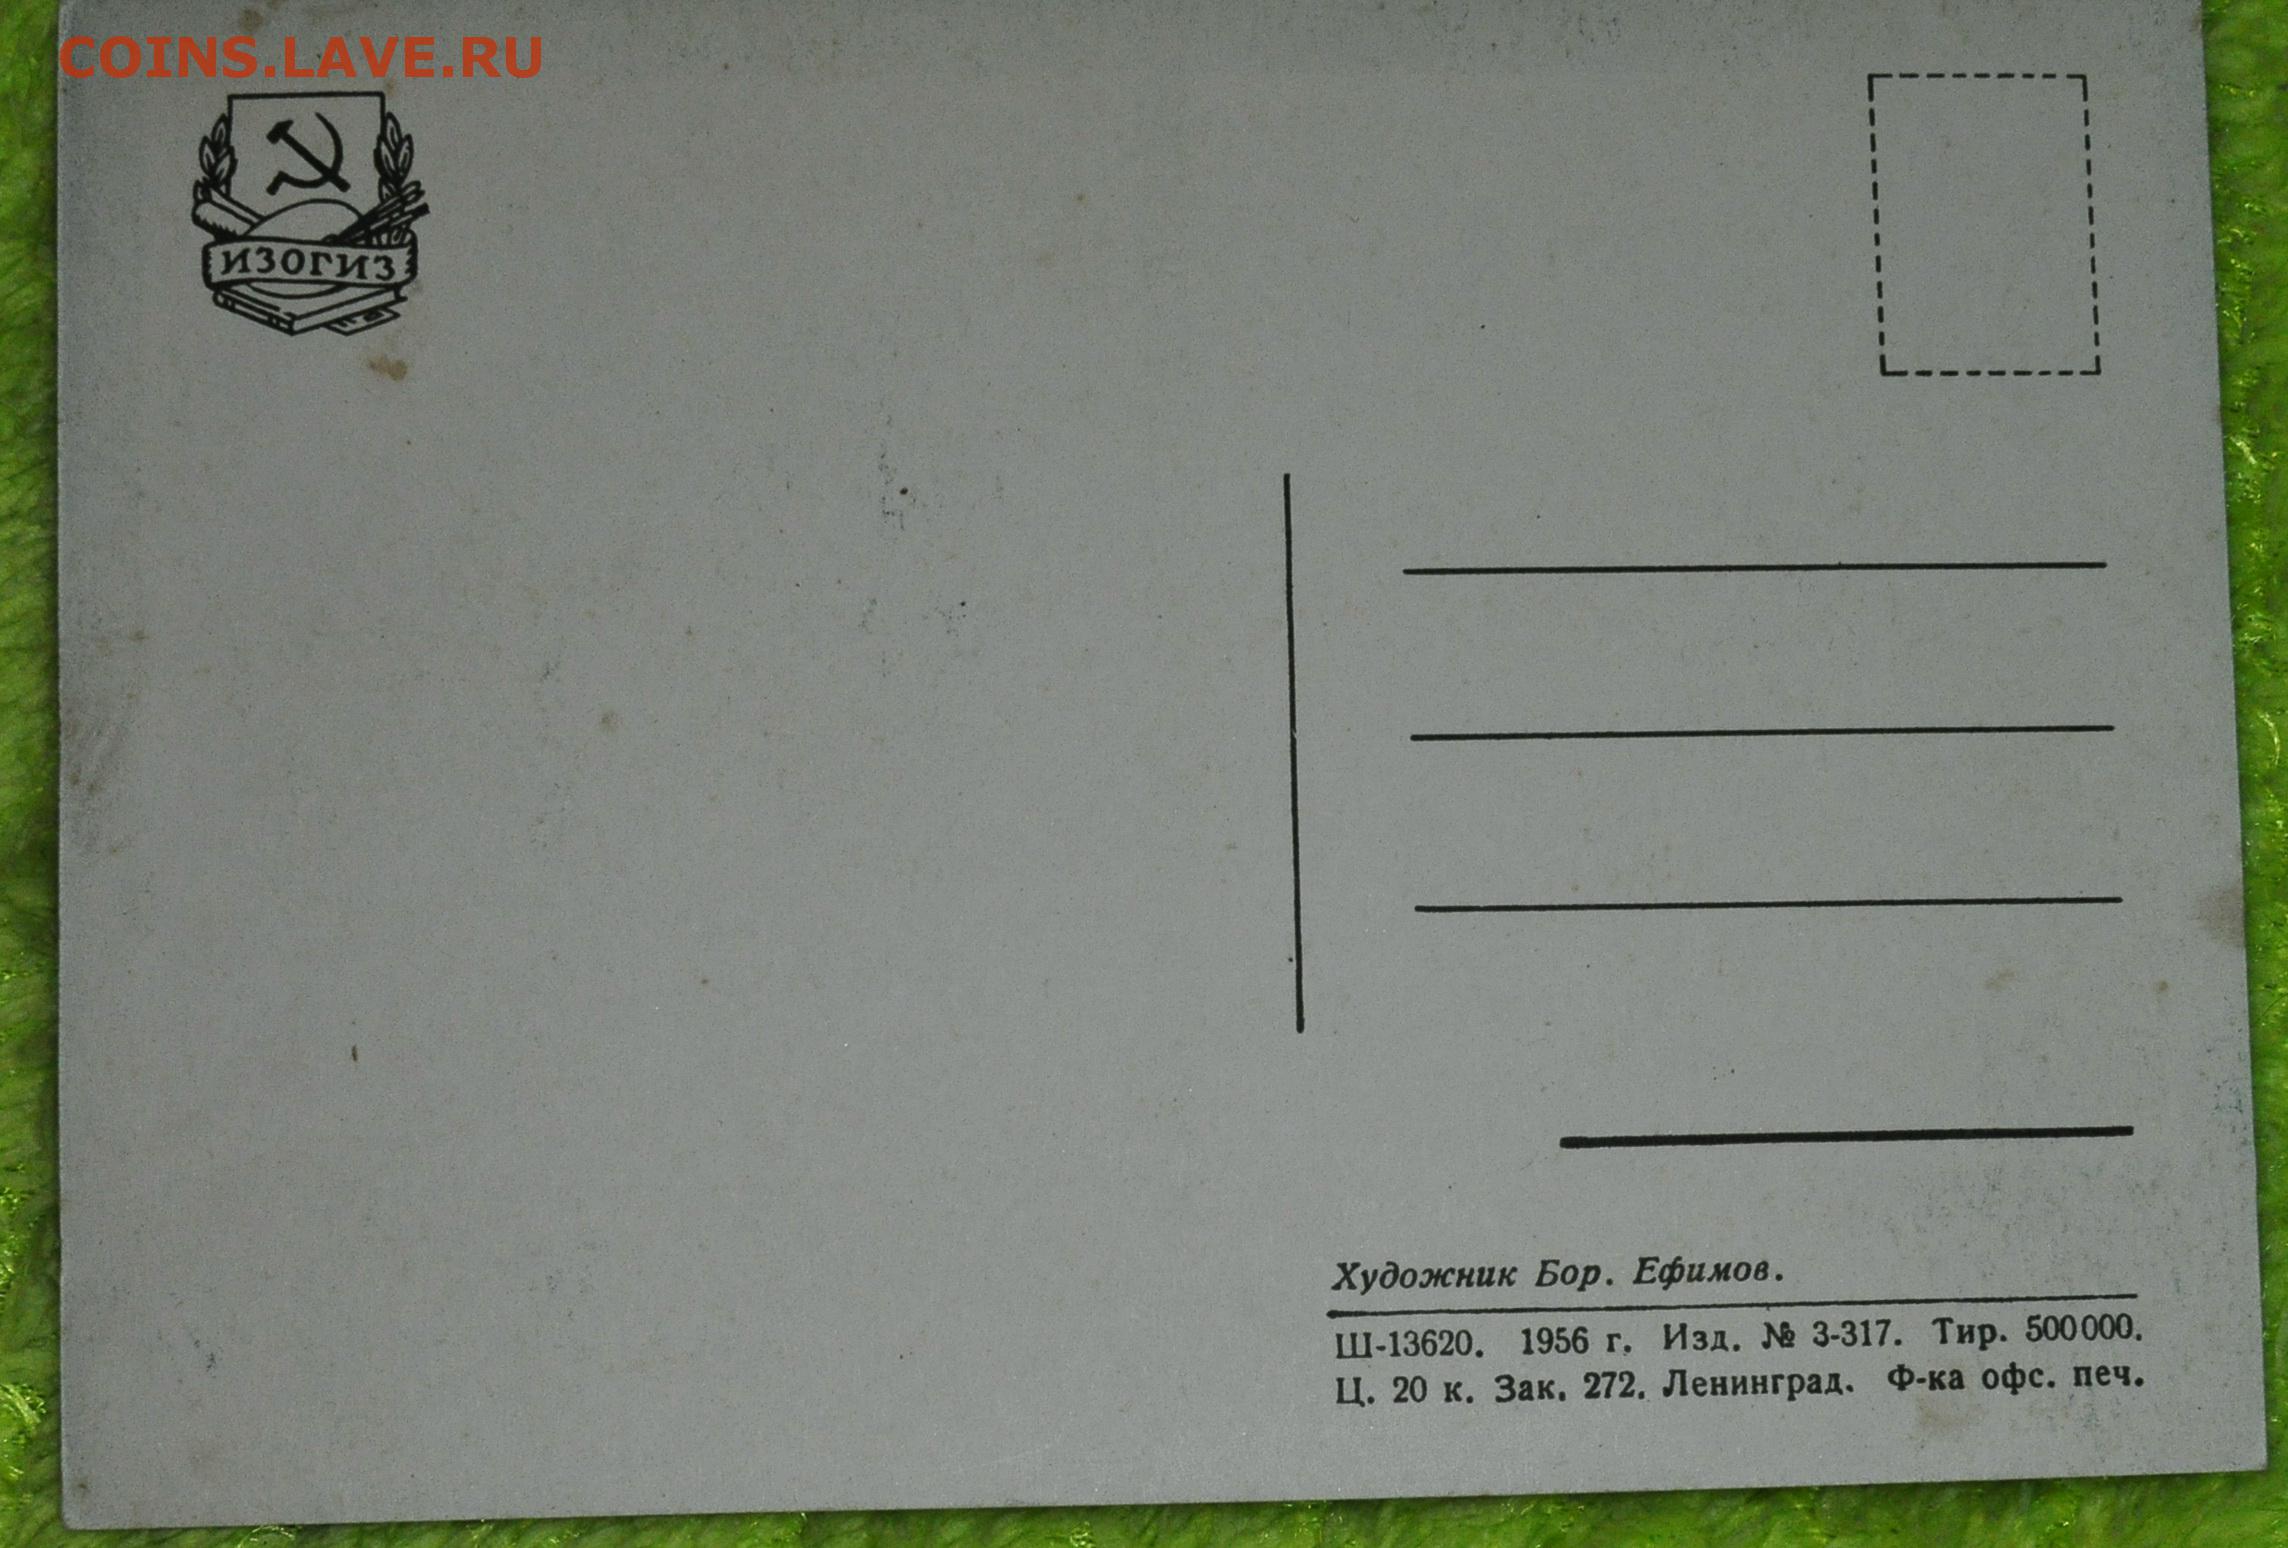 COINS.LAVE.RU
ИЗОГИЗ
Художник Бор. Ефимов.
Ш-13620. 1956 г. Изд. № 3-317. Тир. 500000.
Ц. 20 к. Зак. 272. Ленинград. Ф-ка офс. печ.